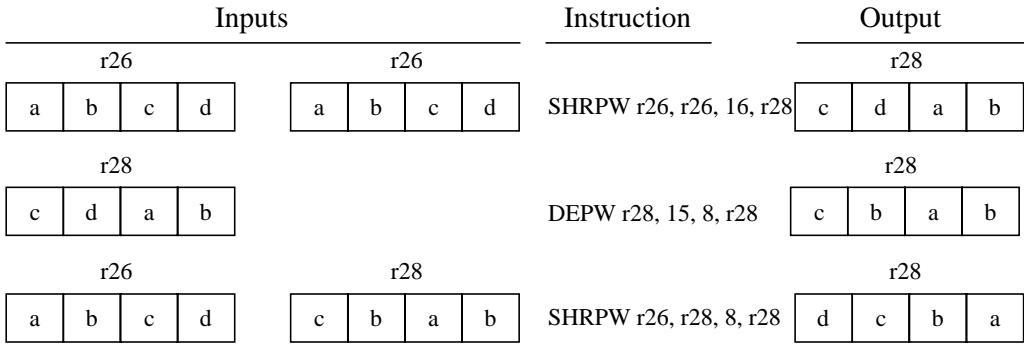 Inputs Instruction Output
r26 r26 r28
a b c d a b c d SHRPW r26, r26, 16, r28 c d a b
r28 r28
c d a b DEPW r28, 15, 8, r28 c b a b
r26 r28 r28
a b c d c b a b SHRPW r26, r28, 8, r28 d c b a